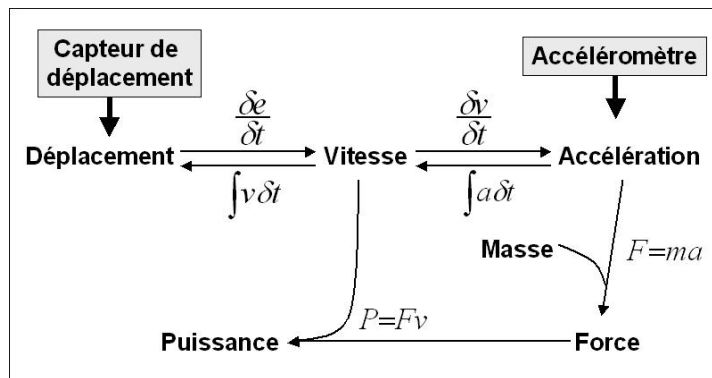 Capteur de
déplacement
Accéléromètre
δe
δt
δv
δt
Déplacement
Vitesse
Accélération
∫vδt
∫aδt
Masse
F=ma
P=Fv
Puissance
Force